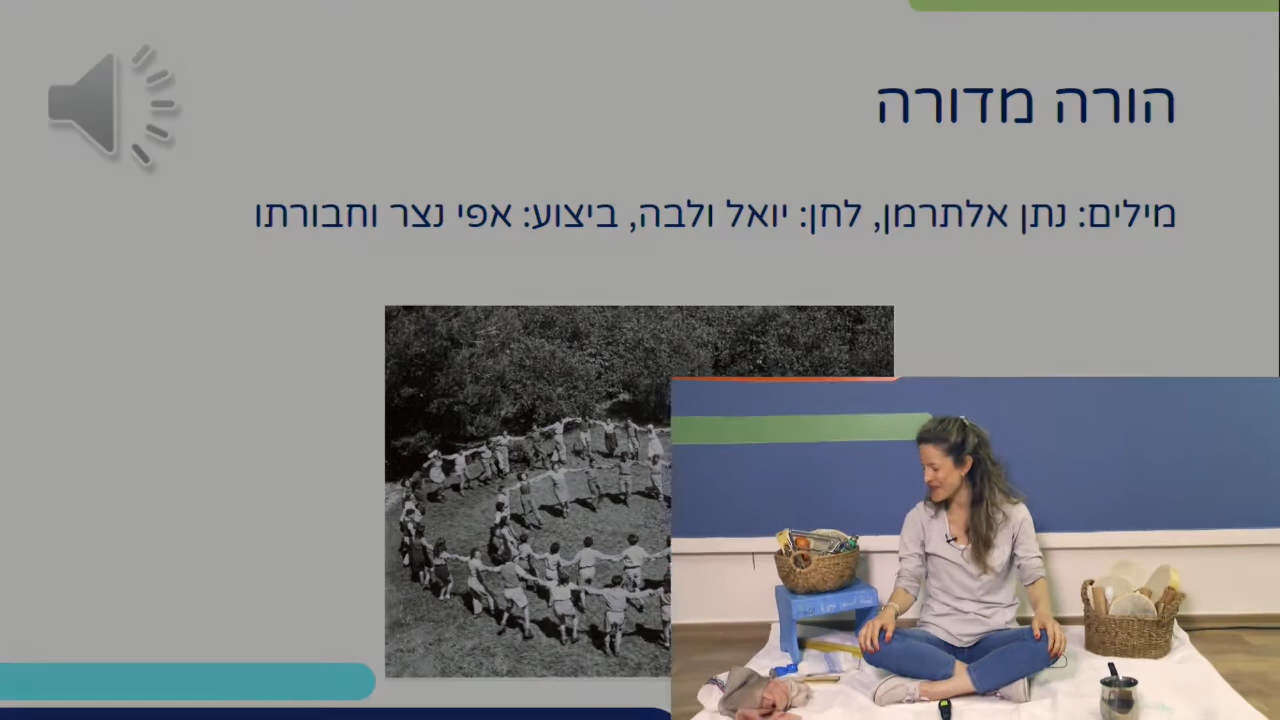 הורה מדורה
מילים: נתן אלתרמן, לחן: יואל ולבה, ביצוע: אפי נצר וחבורתו